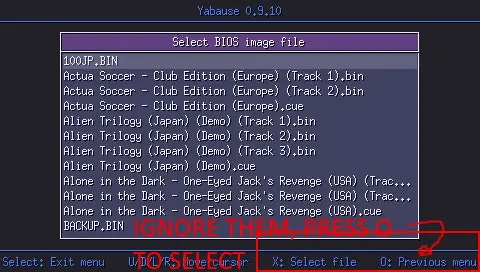 Yabause 0.9.10
Select BIOS image file
100JP.BIN
Actua Soccer - Club Edition (Europe) (Track 1).bin
Actua Soccer - Club Edition (Europe) (Track 2).bin
Actua Soccer - Club Edition (Europe).cue
Alien Trilogy (Japan) (Demo) (Track 1).bin
Alien Trilogy (Japan) (Demo) (Track 2).bin
Alien Trilogy (Japan) (Demo) (Track 3).bin
Alien Trilogy (Japan) (Demo).cue
Alone in the Dark - One-Eyed Jack's Revenge (USA) (Trac...
Alone in the Dark - One-Eyed Jack's Revenge (USA) (Trac...
Alone in the Dark - One-Eyed Jack's Revenge (USA).cue
BACKUP.BIN
IGNORE THEM, PRESS O
TO SELECT
Select: Exit menu U/D/L/R: Move cursor X: Select file O: Previous menu